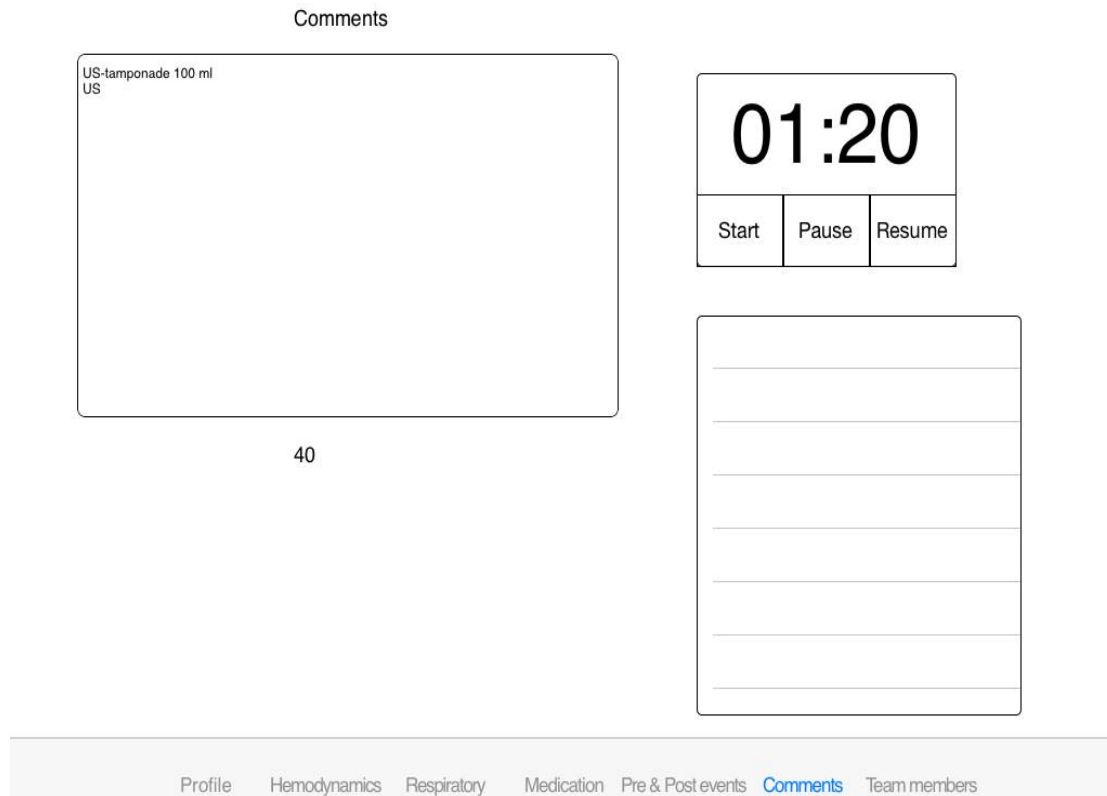 Comments
US-tamponade 100 ml
US
01:20
Start Pause Resume
40
Profile Hemodynamics Respiratory Medication Pre & Post events Comments Team members